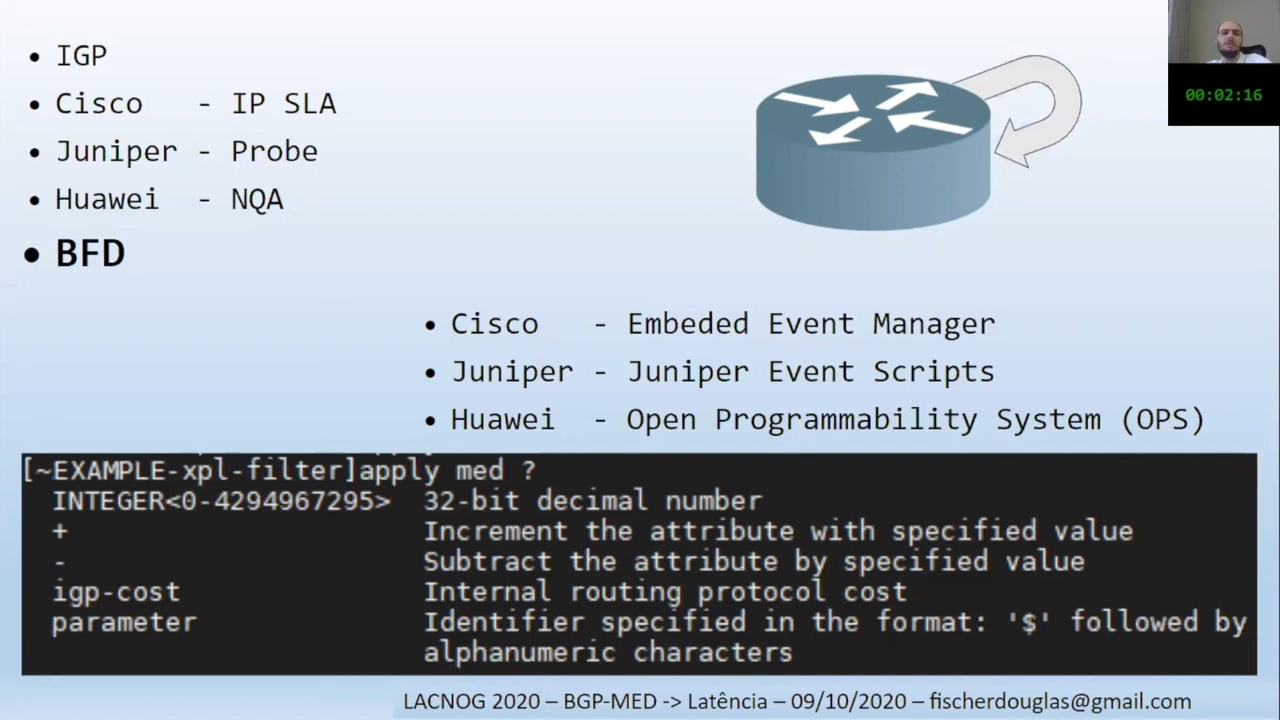 • IGP
• Cisco - IP SLA
• Juniper - Probe
• Huawei - NQA
• BFD
00:02:16
• Cisco - Embeded Event Manager
• Juniper - Juniper Event Scripts
• Huawei - Open Programmability System (OPS)
[~EXAMPLE-xpl-filter]apply med ?
INTEGER<0-4294967295> 32-bit decimal number
+ Increment the attribute with specified value
- Subtract the attribute by specified value
igp-cost Internal routing protocol cost
parameter Identifier specified in the format: '$' followed by
alphanumeric characters
LACNOG 2020 – BGP-MED -> Latência – 09/10/2020 – fischerdouglas@gmail.com